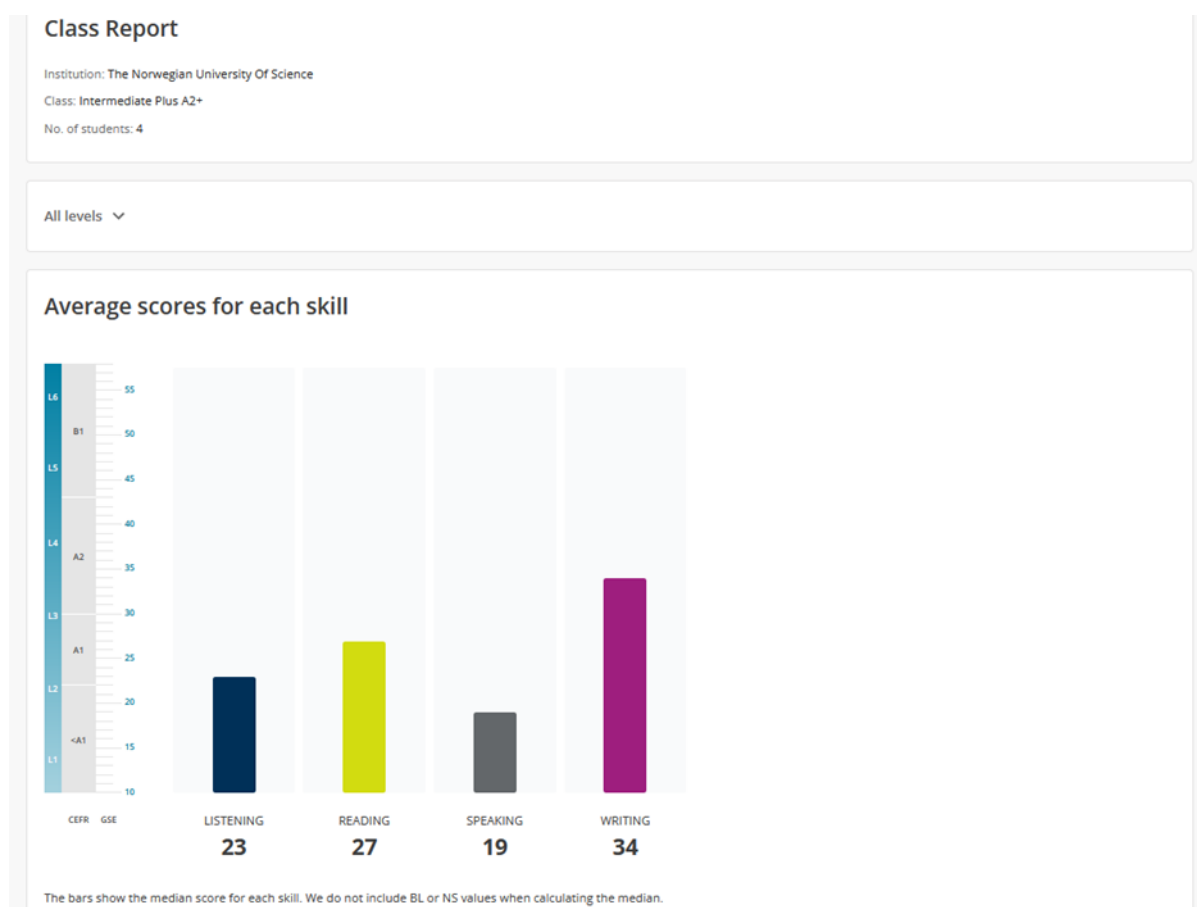 Class Report
Institution: The Norwegian University Of Science
Class: Intermediate Plus A2+
No. of students: 4
All levels
Average scores for each skill
L6
B1
L5
L4
A2
L3
A1
L2
<A1
L1
55
50
45
40
35
30
25
20
15
10
CEFR GSE
LISTENING READING SPEAKING WRITING
23 27 19 34
The bars show the median score for each skill. We do not include BL or NS values when calculating the median.